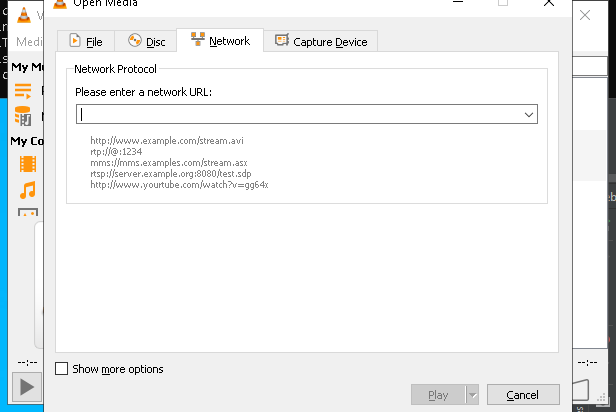 Open Media
Medi
File
Disc
Network
Capture Device
My M
Network Protocol
Please enter a network URL:
http://www.example.com/stream.avi
rtp://@:1234
mms://mms.examples.com/stream.asx
rtsp://server.example.org:8080/test.sdp
http://www.yourtube.com/watch?v=gg64x
My Co
--:--
--:--
Show more options
Play
Cancel